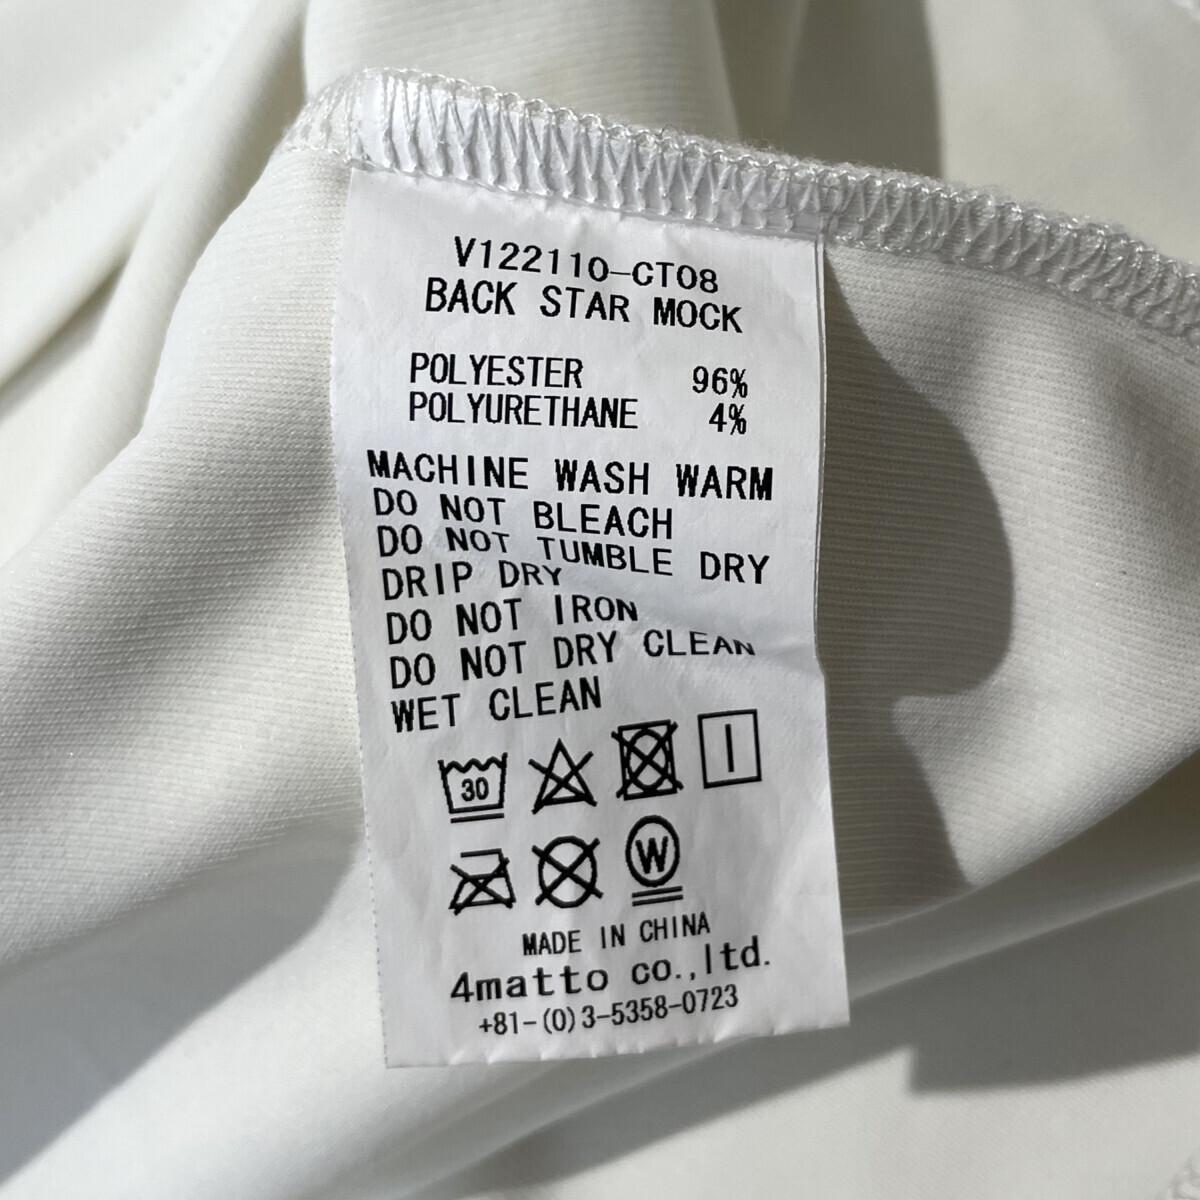 V122110-CT08
BACK STAR MOCK
POLYESTER 96%
POLYURETHANE 4%
MACHINE WASH WARM
DO NOT BLEACH
DO NOT TUMBLE DRY
DRIP DRY
DO NOT IRON
DO NOT DRY CLEAN
WET CLEAN
30
W
MADE IN CHINA
4matto co.,ltd.
+81-(0)3-5358-0723